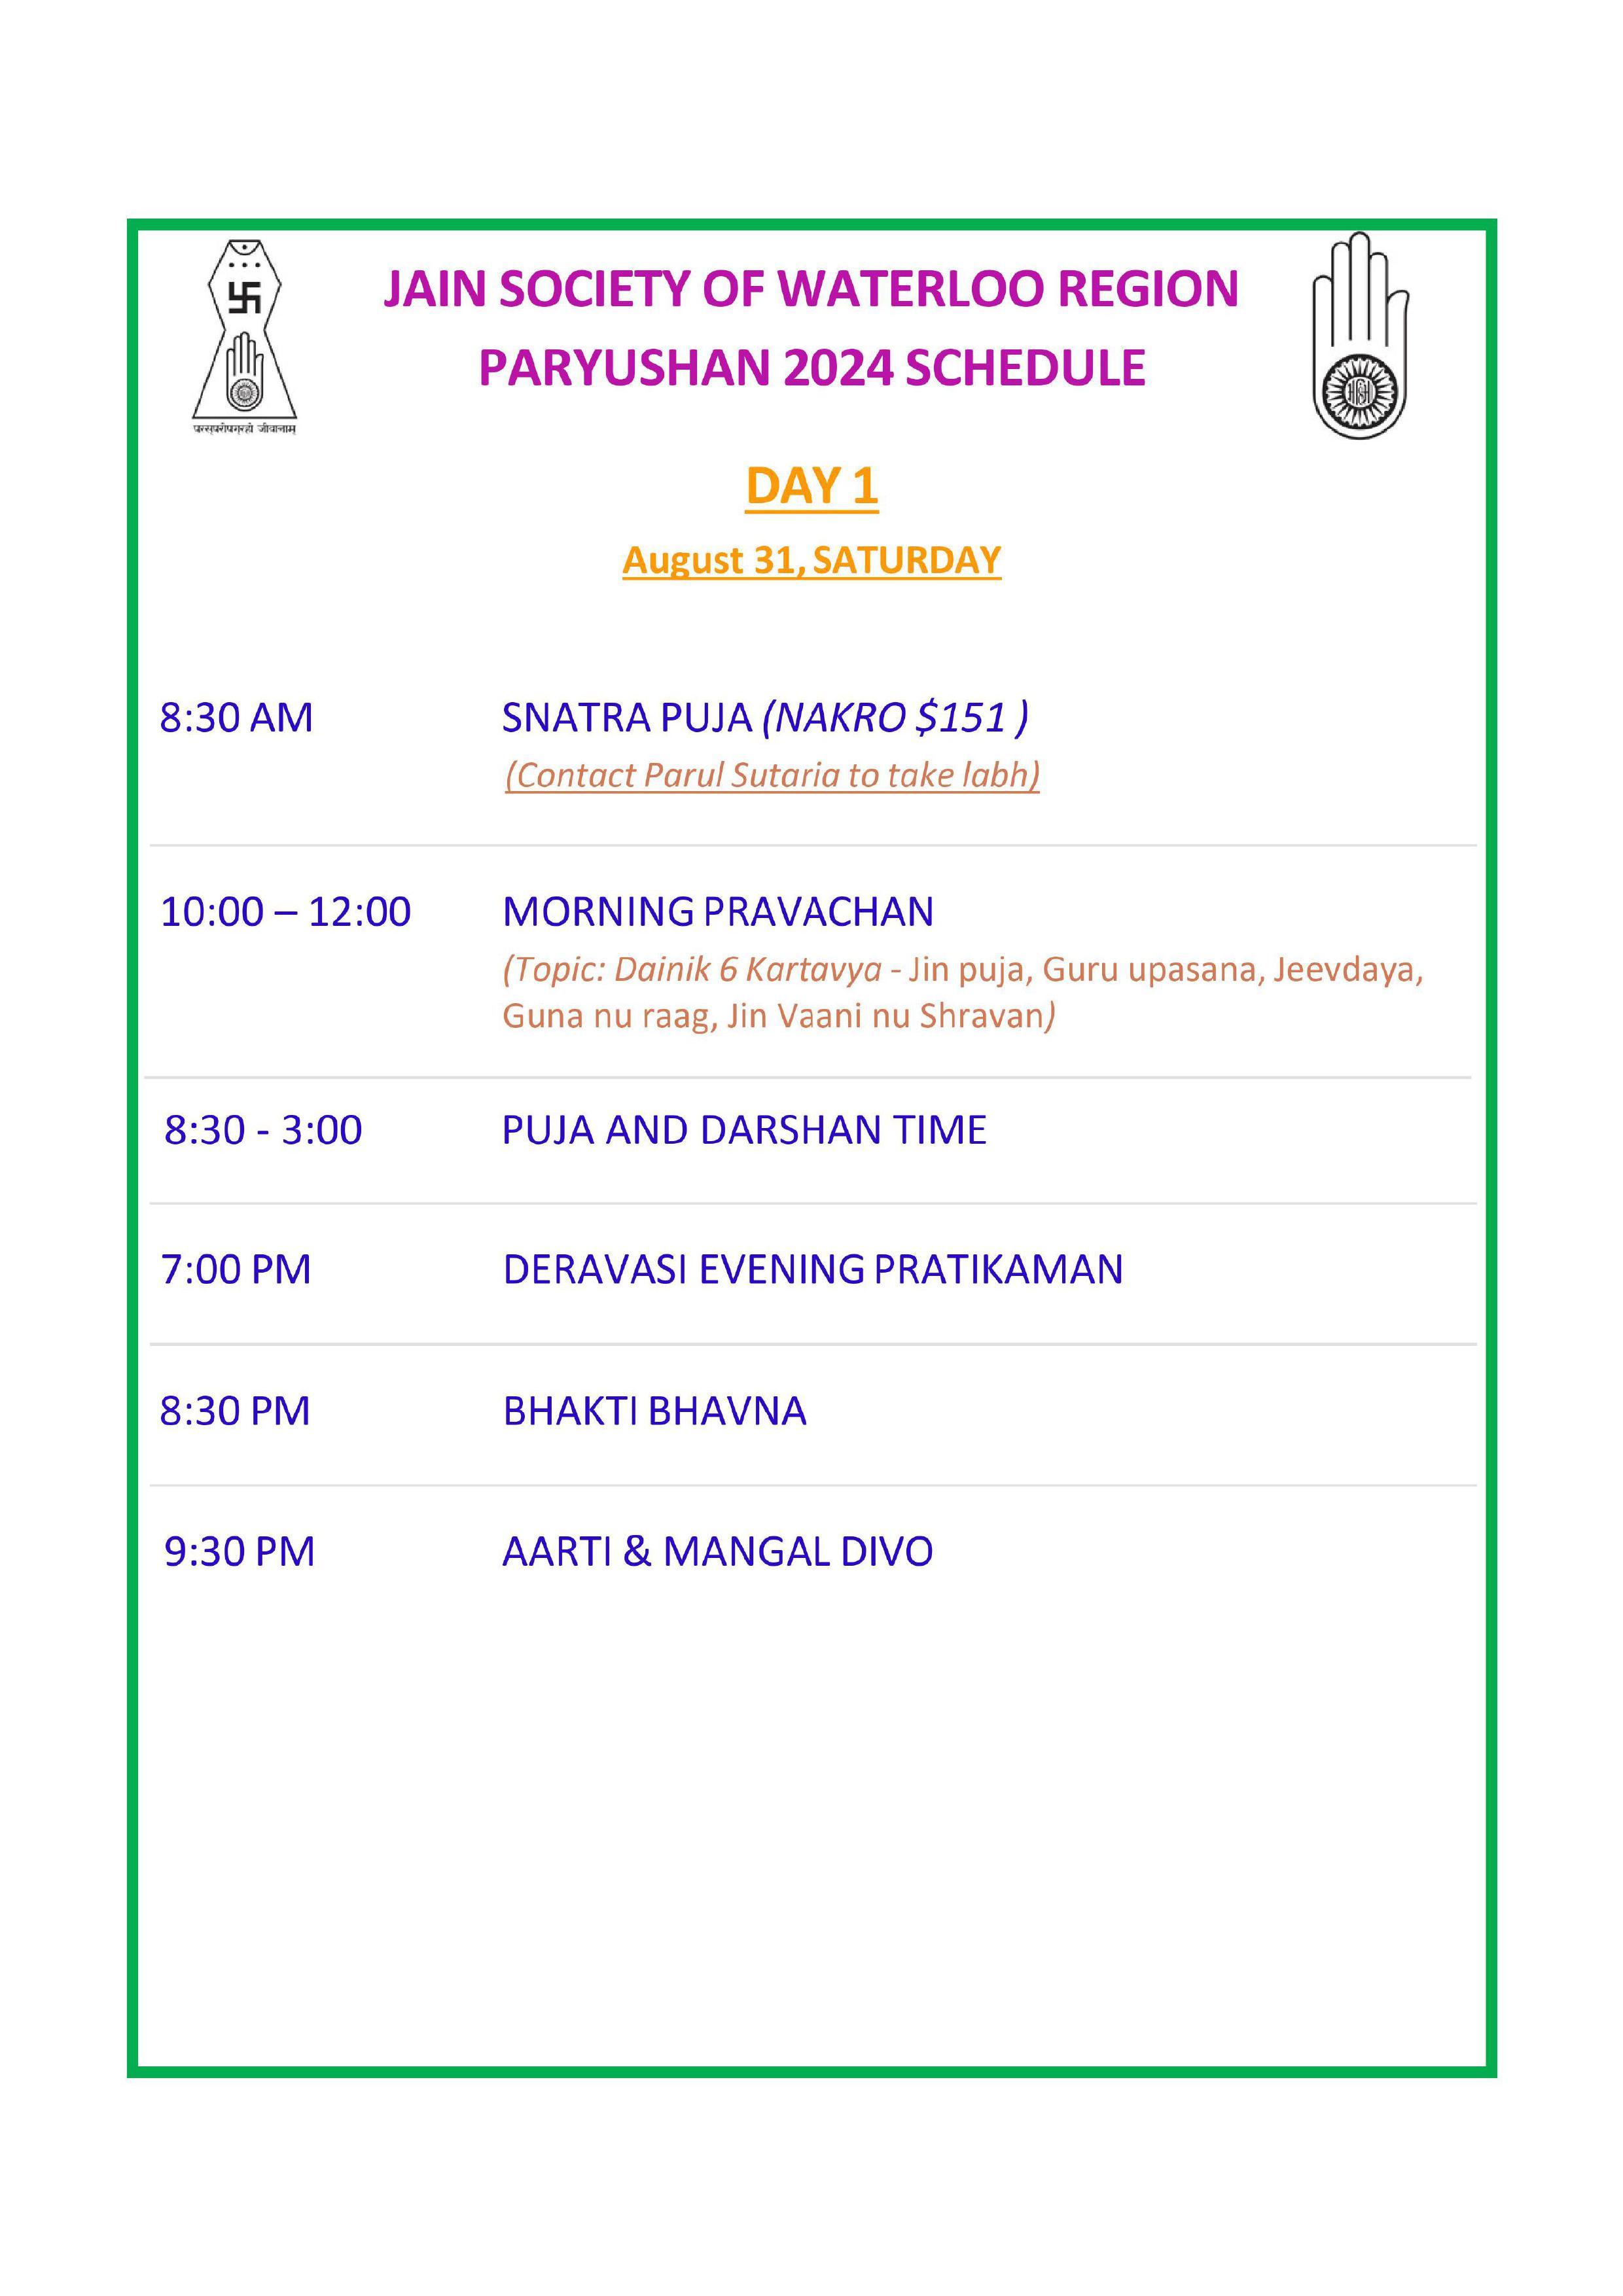 JAIN SOCIETY OF WATERLOO REGION
PARYUSHAN 2024 SCHEDULE
परस्परोपग्रहो जीवानाम्
DAY 1
August 31, SATURDAY
8:30 AM SNATRA PUJA (NAKRO $151 )
(Contact Parul Sutaria to take labh)
10:00 – 12:00 MORNING PRAVACHAN
(Topic: Dainik 6 Kartavya - Jin puja, Guru upasana, Jeevdaya,
Guna nu raag, Jin Vaani nu Shravan)
8:30 - 3:00 PUJA AND DARSHAN TIME
7:00 PM DERAVASI EVENING PRATIKAMAN
8:30 PM BHAKTI BHAVNA
9:30 PM AARTI & MANGAL DIVO